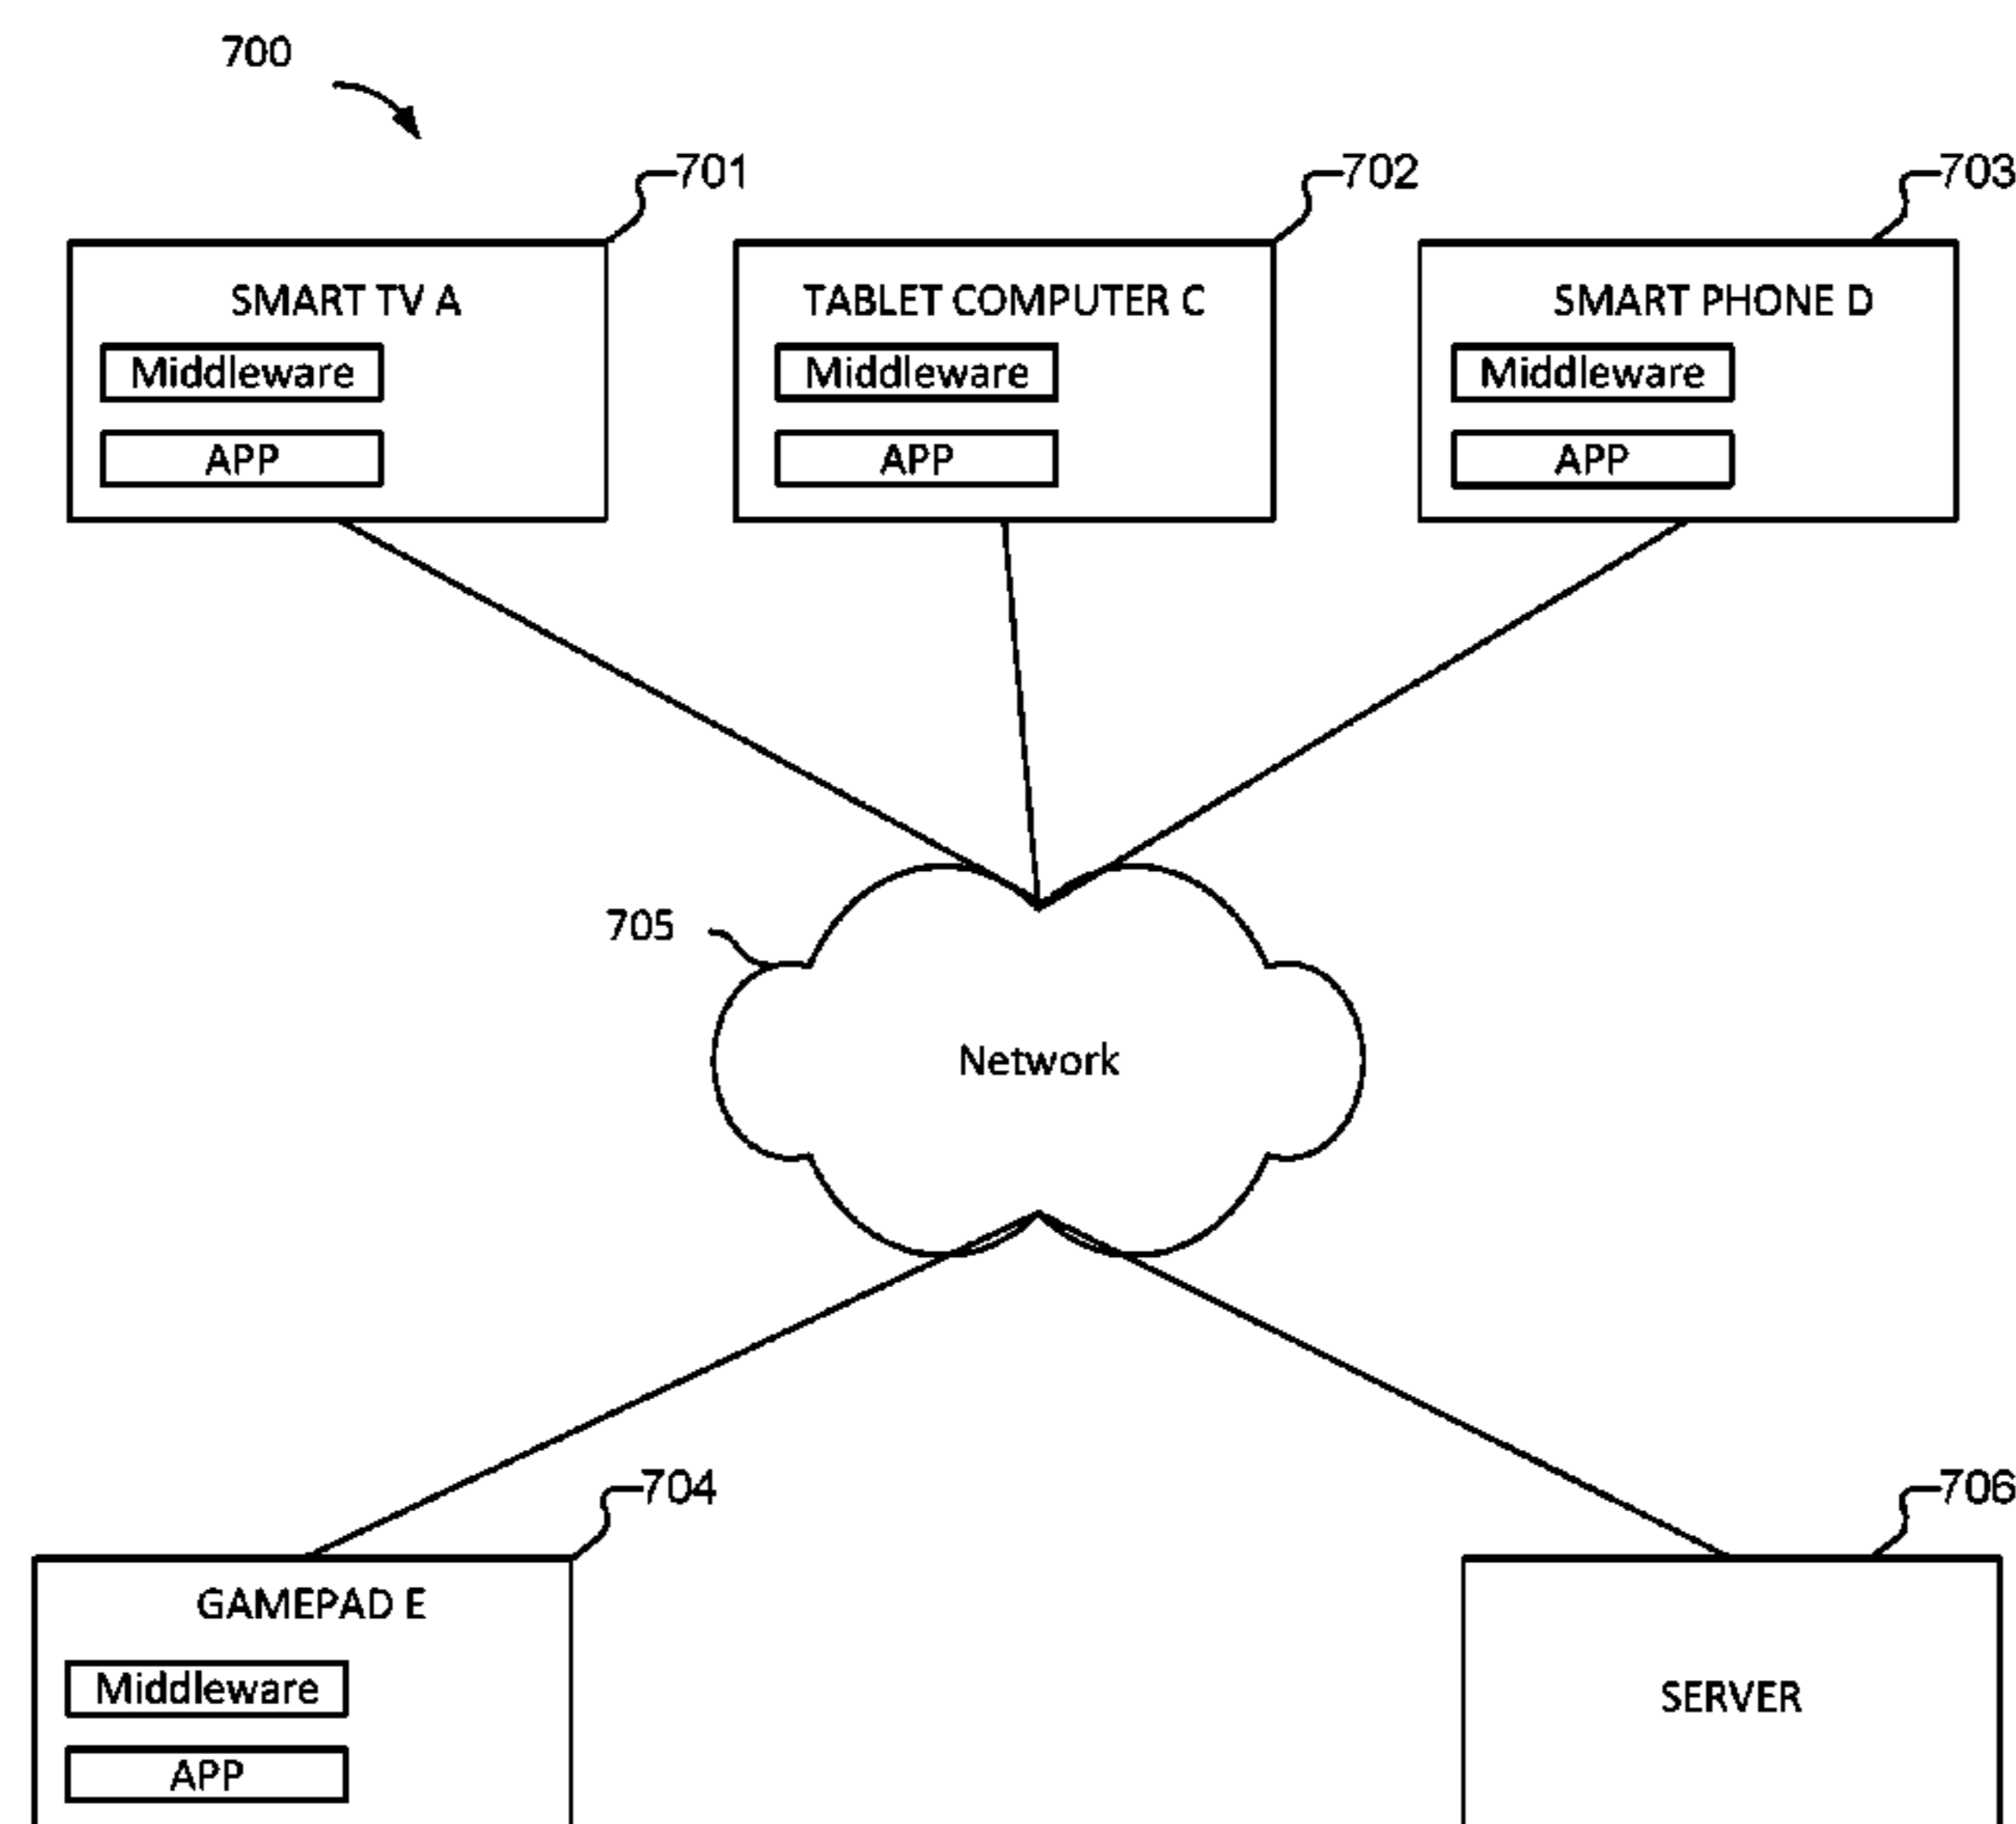 700
701
702
703
SMART TV A
TABLET COMPUTER C
SMART PHONE D
Middleware
Middleware
Middleware
APP
APP
APP
705
Network
704
706
GAMEPAD E
Middleware
SERVER
APP